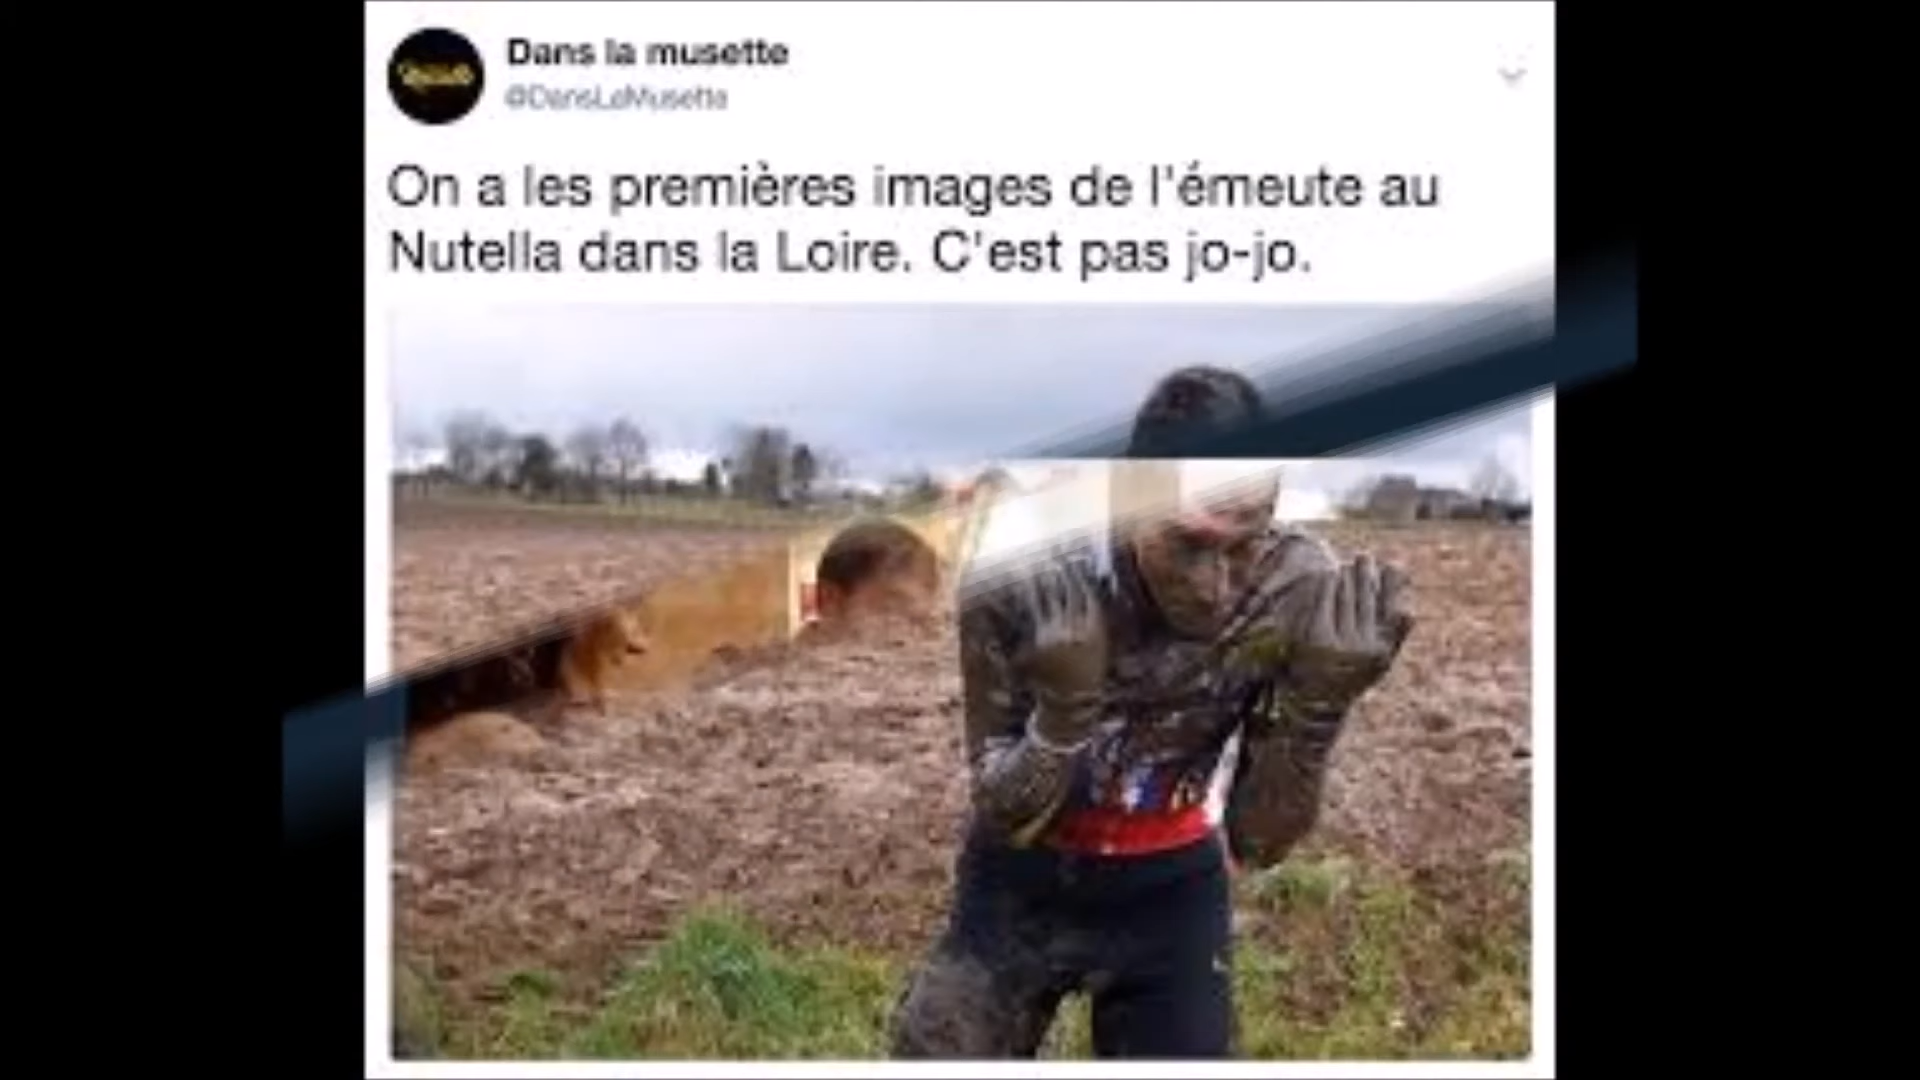 Dans la musette
@DansLaMusette
On a les premières images de l'émeute au
Nutella dans la Loire. C'est pas jo-jo.